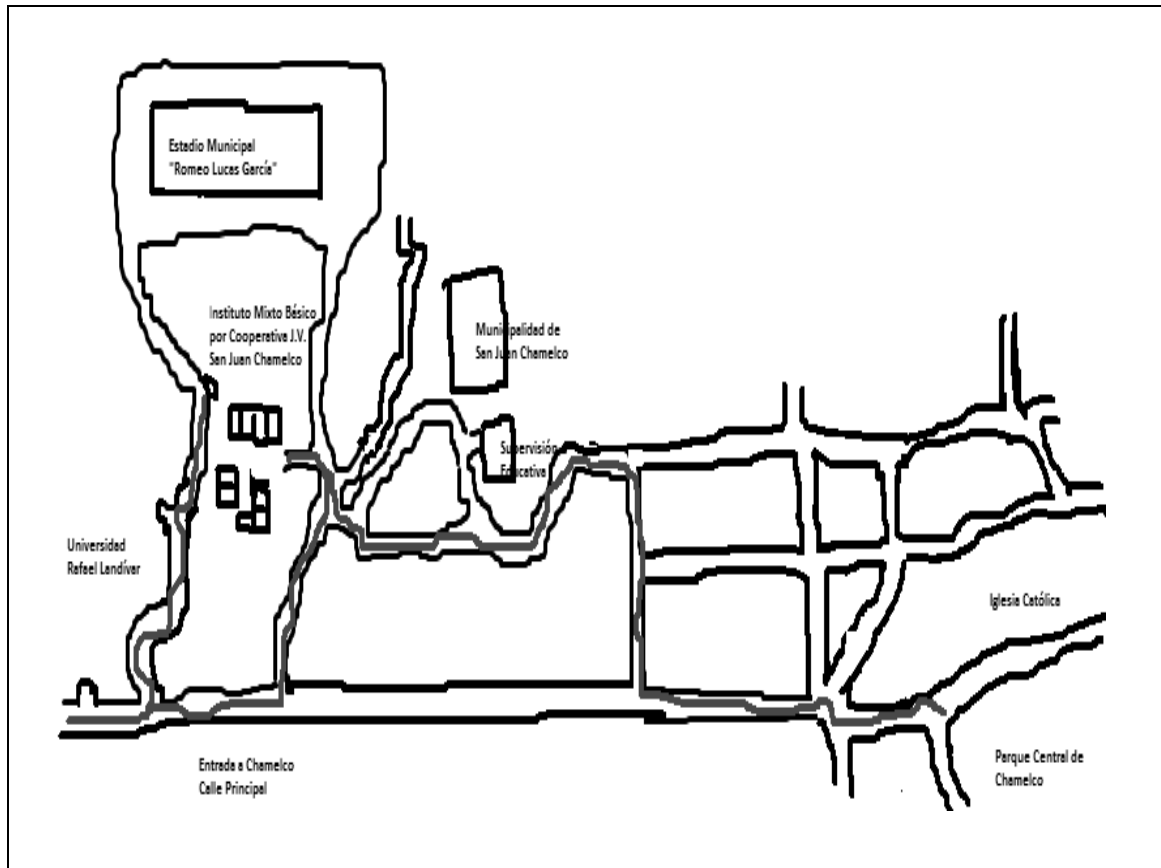 Estadio Municipal
"Romeo Lucas García"
Instituto Mixto Básico
por Cooperativa J.V.
San Juan Chamelco
Municipalidad de
San Juan Chamelco
Supervisión
Educativa
Universidad
Rafael Landívar
Iglesia Católica
Entrada a Chamelco
Calle Principal
Parque Central de
Chamelco